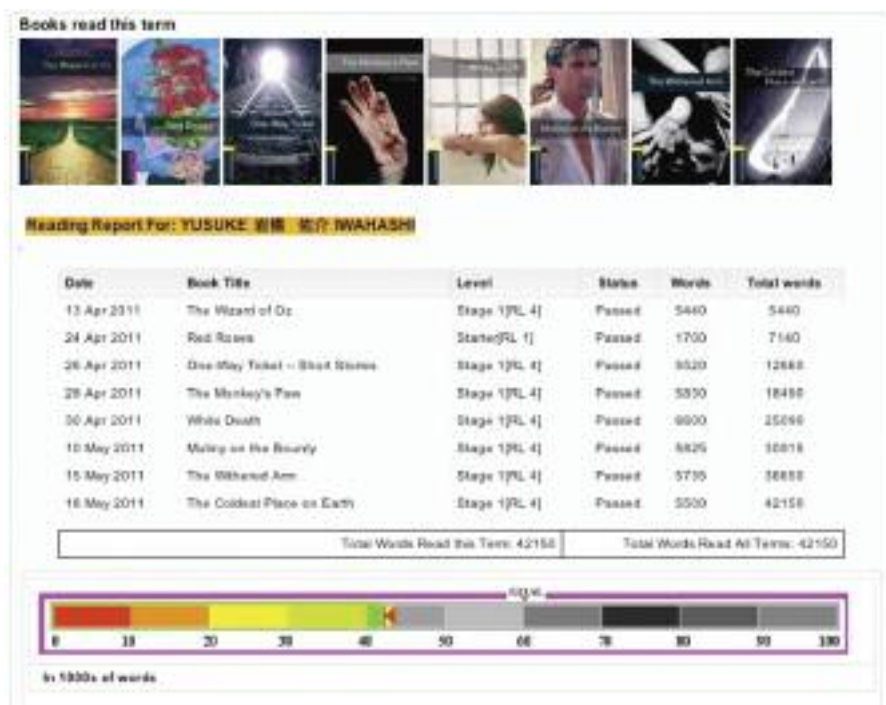 Books read this term
The Wizard of Oz
Red Roses
One-Way Ticket
The Monkey's Paw
The Withered Arm
The Coldest
Reading Report For: YUSUKE 岩橋 佑介 IWAHASHI
Date Book Title Level Status Words Total words
13 Apr 2011 The Wizard of Oz Stage 1[RL 4] Passed 5440 5440
24 Apr 2011 Red Roses Starter[RL 1] Passed 1700 7140
26 Apr 2011 One-Way Ticket -- Short Stories Stage 1[RL 4] Passed 5520 12660
28 Apr 2011 The Monkey's Paw Stage 1[RL 4] Passed 5830 18490
30 Apr 2011 White Death Stage 1[RL 4] Passed 6600 25090
10 May 2011 Mutiny on the Bounty Stage 1[RL 4] Passed 5825 30915
15 May 2011 The Withered Arm Stage 1[RL 4] Passed 5735 36650
16 May 2011 The Coldest Place on Earth Stage 1[RL 4] Passed 5500 42150
Total Words Read this Term: 42150 Total Words Read All Terms: 42150
0 10 20 30 40 50 60 70 80 90 100
In 1000s of words